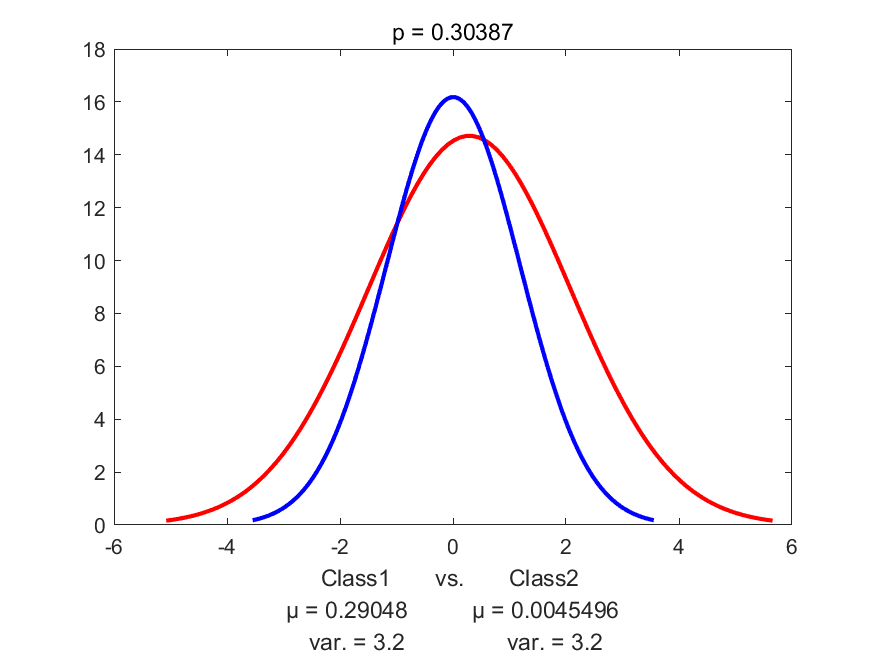 p = 0.30387
18
16
14
12
10
8
6
4
2
0
-6 -4 -2 0 2 4 6
Class1 vs. Class2
μ = 0.29048 μ = 0.0045496
var. = 3.2 var. = 3.2